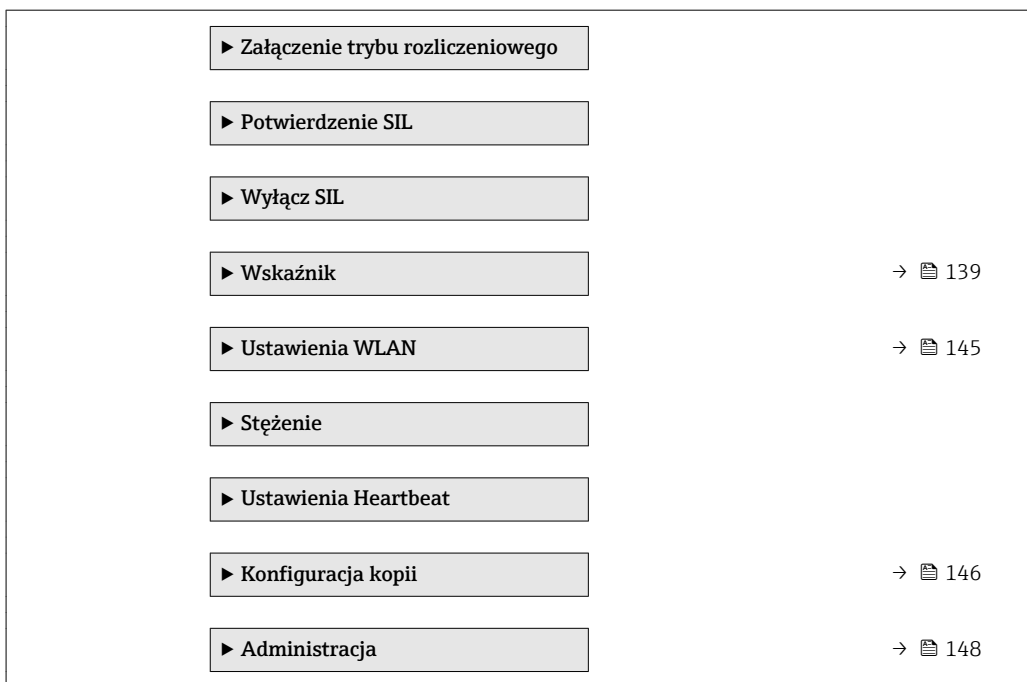 ▶ Załączenie trybu rozliczeniowego
▶ Potwierdzenie SIL
▶ Wyłącz SIL
▶ Wskaźnik → 139
▶ Ustawienia WLAN → 145
▶ Stężenie
▶ Ustawienia Heartbeat
▶ Konfiguracja kopii → 146
▶ Administracja → 148